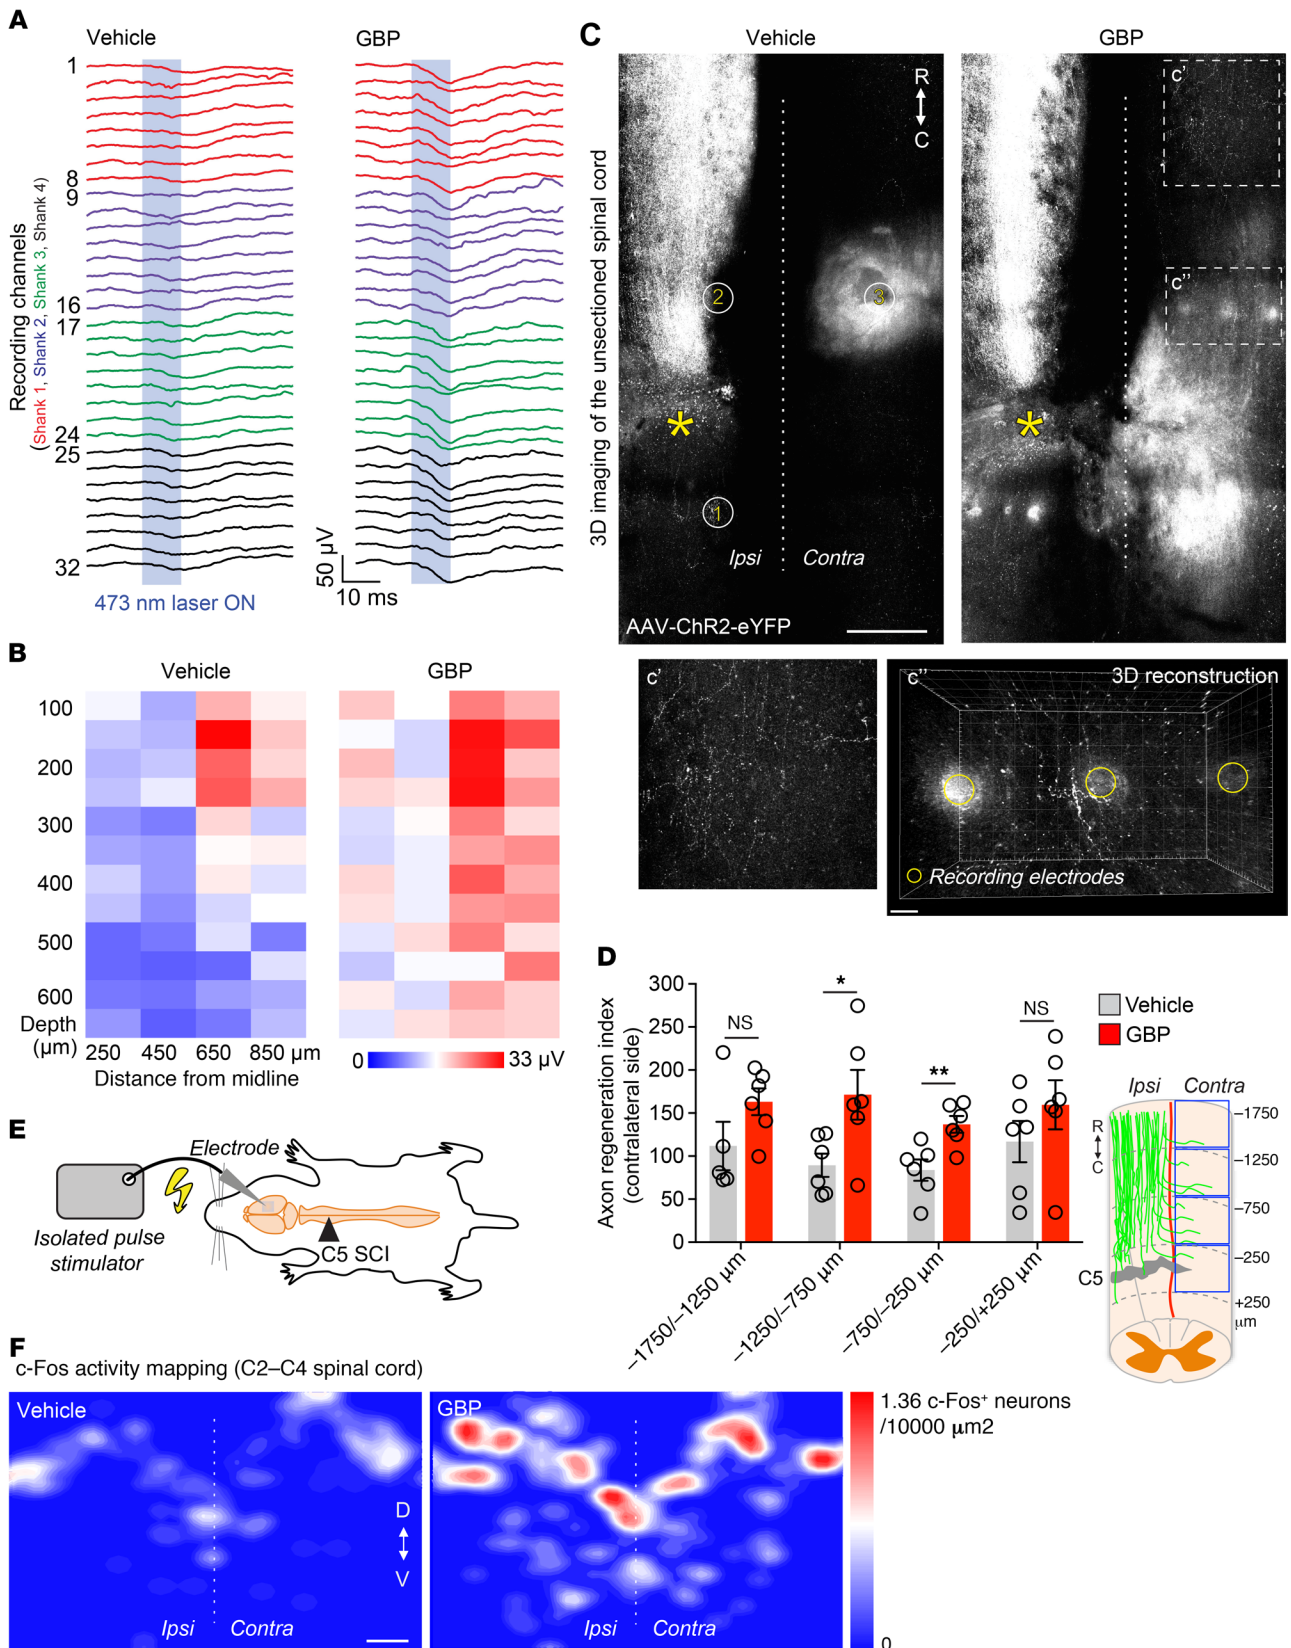 A
Vehicle
GBP
1
8
9
16
17
24
25
32
Recording channels
(Shank 1, Shank 2, Shank 3, Shank 4)
50 µV
10 ms
473 nm laser ON
B
Vehicle
GBP
100
200
300
400
500
600
Depth
(µm)
250 450 650 850 µm
Distance from midline
0
33 µV
C
Vehicle
GBP
3D imaging of the unsectioned spinal cord
R
C
2
3
*
1
Ipsi
Contra
AAV-ChR2-eYFP
c'
c''
*
c'
c''
3D reconstruction
Recording electrodes
D
Axon regeneration index
(contralateral side)
300
250
200
150
100
50
0
NS
*
**
NS
–1750/–1250 µm
–1250/–750 µm
–750/–250 µm
–250/+250 µm
Vehicle
GBP
Ipsi
Contra
R
C
–1750
–1250
–750
–250
+250
µm
C5
E
Electrode
Isolated pulse
stimulator
C5 SCI
F
c-Fos activity mapping (C2–C4 spinal cord)
Vehicle
D
V
Ipsi
Contra
GBP
Ipsi
Contra
1.36 c-Fos⁺ neurons
/10000 µm2
0